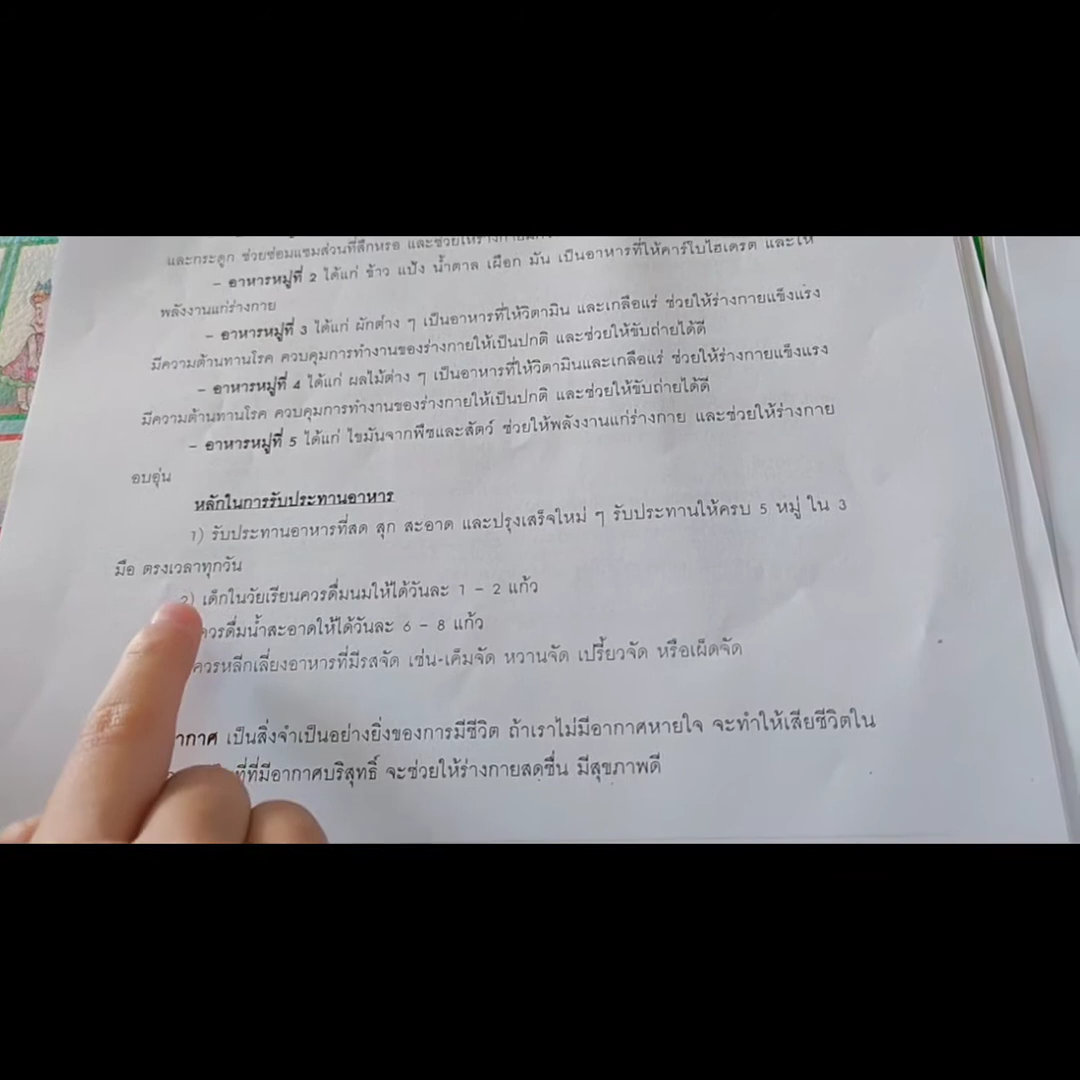 และกระดูก ช่วยซ่อมแซมส่วนที่สึกหรอ และช่วยให้ร่างกาย
- อาหารหมู่ที่ 2 ได้แก่ ข้าว แป้ง น้ำตาล เผือก มัน เป็นอาหารที่ให้คาร์โบไฮเดรต และให้
พลังงานแก่ร่างกาย
- อาหารหมู่ที่ 3 ได้แก่ ผักต่าง ๆ เป็นอาหารที่ให้วิตามิน และเกลือแร่ ช่วยให้ร่างกายแข็งแรง
มีความต้านทานโรค ควบคุมการทำงานของร่างกายให้เป็นปกติ และช่วยให้ขับถ่ายได้ดี
- อาหารหมู่ที่ 4 ได้แก่ ผลไม้ต่าง ๆ เป็นอาหารที่ให้วิตามินและเกลือแร่ ช่วยให้ร่างกายแข็งแรง
มีความต้านทานโรค ควบคุมการทำงานของร่างกายให้เป็นปกติ และช่วยให้ขับถ่ายได้ดี
- อาหารหมู่ที่ 5 ได้แก่ ไขมันจากพืชและสัตว์ ช่วยให้พลังงานแก่ร่างกาย และช่วยให้ร่างกาย
อบอุ่น
หลักในการรับประทานอาหาร
1) รับประทานอาหารที่สด สุก สะอาด และปรุงเสร็จใหม่ ๆ รับประทานให้ครบ 5 หมู่ ใน 3
มื้อ ตรงเวลาทุกวัน
2) เด็กในวัยเรียนควรดื่มนมให้ได้วันละ 1 - 2 แก้ว
ควรดื่มน้ำสะอาดให้ได้วันละ 6 - 8 แก้ว
ควรหลีกเลี่ยงอาหารที่มีรสจัด เช่น-เค็มจัด หวานจัด เปรี้ยวจัด หรือเผ็ดจัด
ากาศ เป็นสิ่งจำเป็นอย่างยิ่งของการมีชีวิต ถ้าเราไม่มีอากาศหายใจ จะทำให้เสียชีวิตใน
ที่ที่มีอากาศบริสุทธิ์ จะช่วยให้ร่างกายสดชื่น มีสุขภาพดี